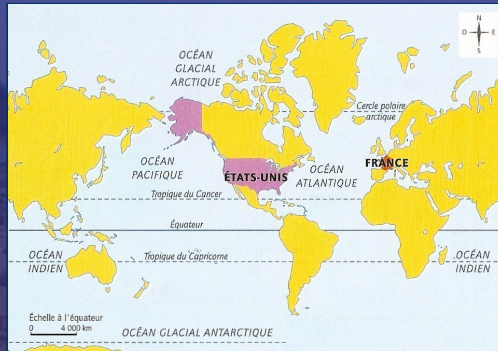 N
O E
S
OCÉAN
GLACIAL
ARCTIQUE
Cercle polaire
arctique
OCÉAN
PACIFIQUE
ÉTATS-UNIS
OCÉAN
ATLANTIQUE
FRANCE
Tropique du Cancer
Équateur
OCÉAN
INDIEN
Tropique du Capricorne
OCÉAN
INDIEN
Échelle à l'équateur
0 4 000 km
OCÉAN GLACIAL ANTARCTIQUE